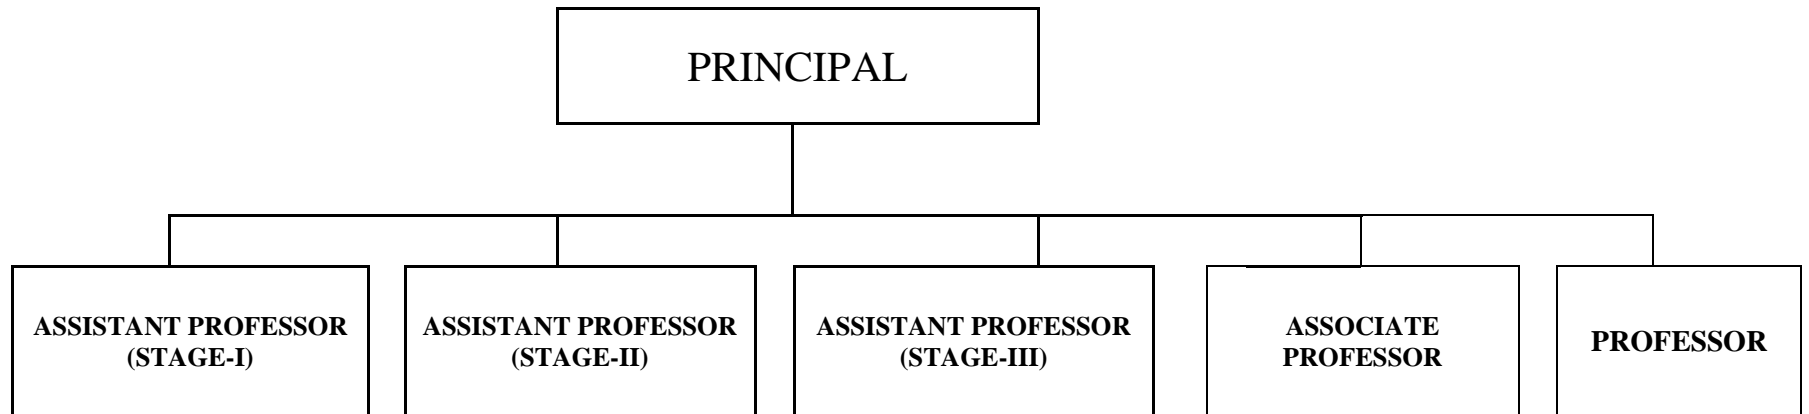 PRINCIPAL
ASSISTANT PROFESSOR
(STAGE-I)
ASSISTANT PROFESSOR
(STAGE-II)
ASSISTANT PROFESSOR
(STAGE-III)
ASSOCIATE
PROFESSOR
PROFESSOR